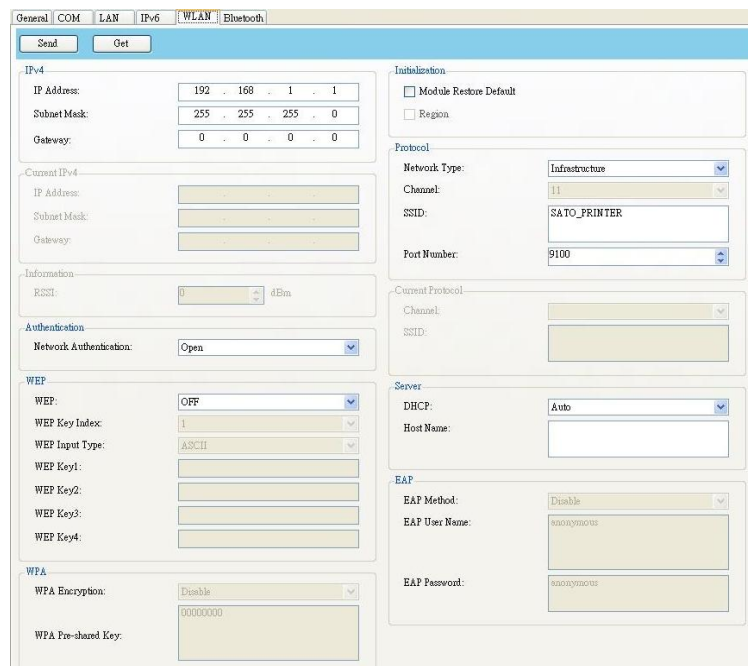 General COM LAN IPv6 WLAN Bluetooth
Send Get
IPv4
IP Address: 192 . 168 . 1 . 1
Subnet Mask: 255 . 255 . 255 . 0
Gateway: 0 . 0 . 0 . 0
Current IPv4
IP Address: . . .
Subnet Mask: . . .
Gateway: . . .
Information
RSSI: 0 dBm
Authentication
Network Authentication: Open
WEP
WEP: OFF
WEP Key Index: 1
WEP Input Type: ASCII
WEP Key1:
WEP Key2:
WEP Key3:
WEP Key4:
WPA
WPA Encryption: Disable
WPA Pre-shared Key: 00000000
Initialization
Module Restore Default
Region
Protocol
Network Type: Infrastructure
Channel: 11
SSID: SATO_PRINTER
Port Number: 9100
Current Protocol
Channel:
SSID:
Server
DHCP: Auto
Host Name:
EAP
EAP Method: Disable
EAP User Name: anonymous
EAP Password: anonymous